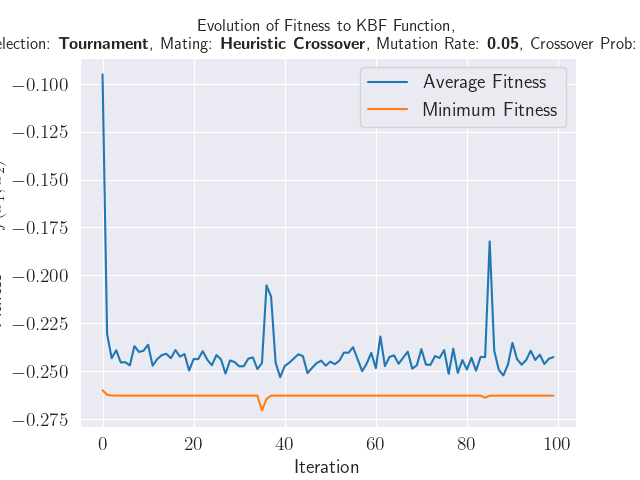 Evolution of Fitness to KBF Function,
election: Tournament, Mating: Heuristic Crossover, Mutation Rate: 0.05, Crossover Prob:
Average Fitness
Minimum Fitness
−0.100
−0.125
−0.150
−0.175
−0.200
−0.225
−0.250
−0.275
0 20 40 60 80 100
Iteration